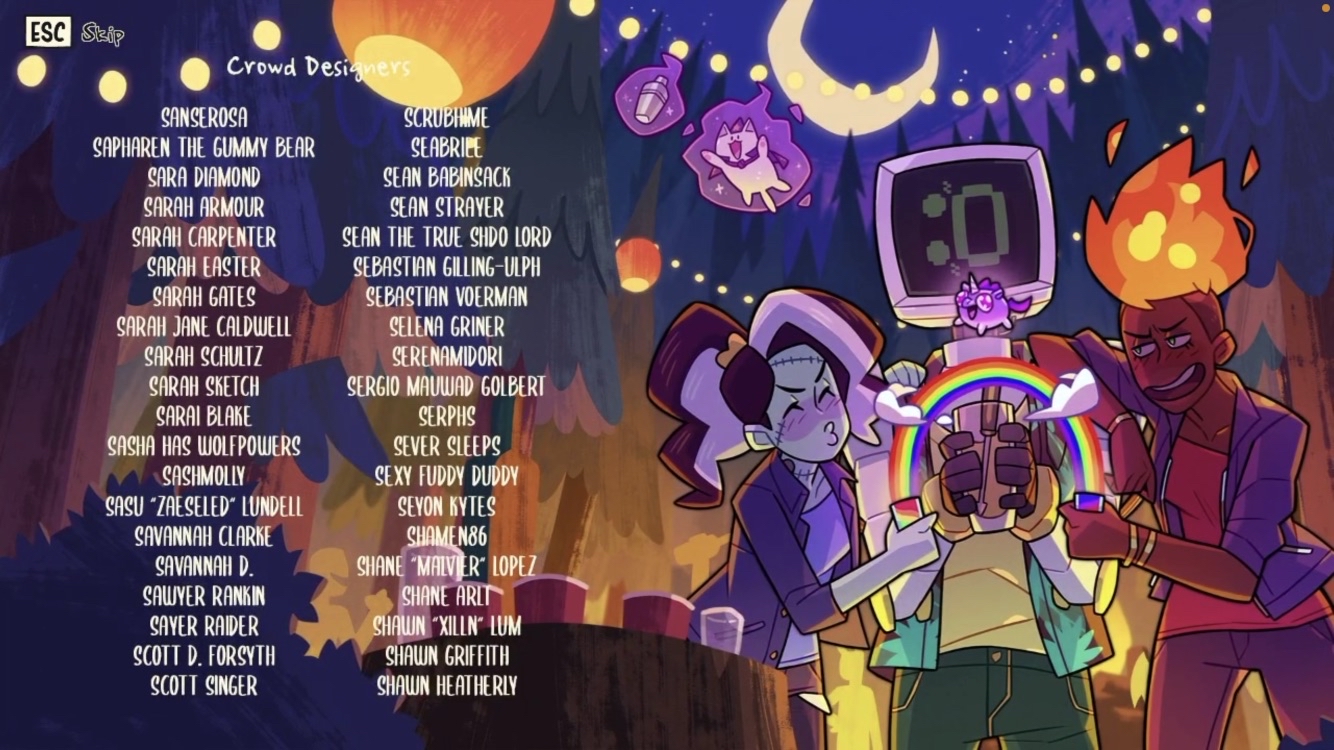 ESC Skip
Crowd Designers
SANSEROSA
SAPHAREN THE GUMMY BEAR
SARA DIAMOND
SARAH ARMOUR
SARAH CARPENTER
SARAH EASTER
SARAH GATES
SARAH JANE CALDWELL
SARAH SCHULTZ
SARAH SKETCH
SARAI BLAKE
SASHA HAS WOLFPOWERS
SASHMOLLY
SASU "ZAESELED" LUNDELL
SAVANNAH CLARKE
SAVANNAH D.
SAWYER RANKIN
SAYER RAIDER
SCOTT D. FORSYTH
SCOTT SINGER
SCRUBHIME
SEABRILE
SEAN BABINSACK
SEAN STRAYER
SEAN THE TRUE SHDO LORD
SEBASTIAN GILLING-ULPH
SEBASTIAN VOERMAN
SELENA GRINER
SERENAMIDORI
SERGIO MAUWAD GOLBERT
SERPHS
SEVER SLEEPS
SEXY FUDDY DUDDY
SEYON KYTES
SHAMEN86
SHANE "MALVIER" LOPEZ
SHANE ARLT
SHAWN "XILLN" LUM
SHAWN GRIFFITH
SHAWN HEATHERLY